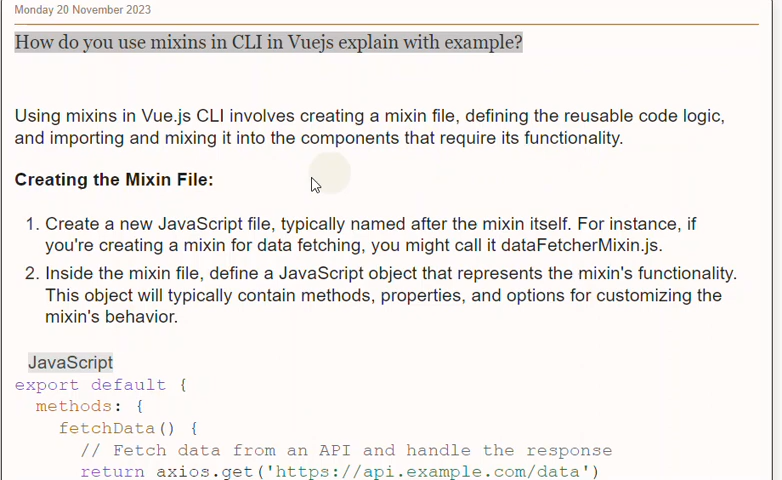 Monday 20 November 2023
How do you use mixins in CLI in Vuejs explain with example?
Using mixins in Vue.js CLI involves creating a mixin file, defining the reusable code logic,
and importing and mixing it into the components that require its functionality.
Creating the Mixin File:
1. Create a new JavaScript file, typically named after the mixin itself. For instance, if
you're creating a mixin for data fetching, you might call it dataFetcherMixin.js.
2. Inside the mixin file, define a JavaScript object that represents the mixin's functionality.
This object will typically contain methods, properties, and options for customizing the
mixin's behavior.
JavaScript
export default {
methods: {
fetchData() {
// Fetch data from an API and handle the response
return axios.get('https://api.example.com/data')